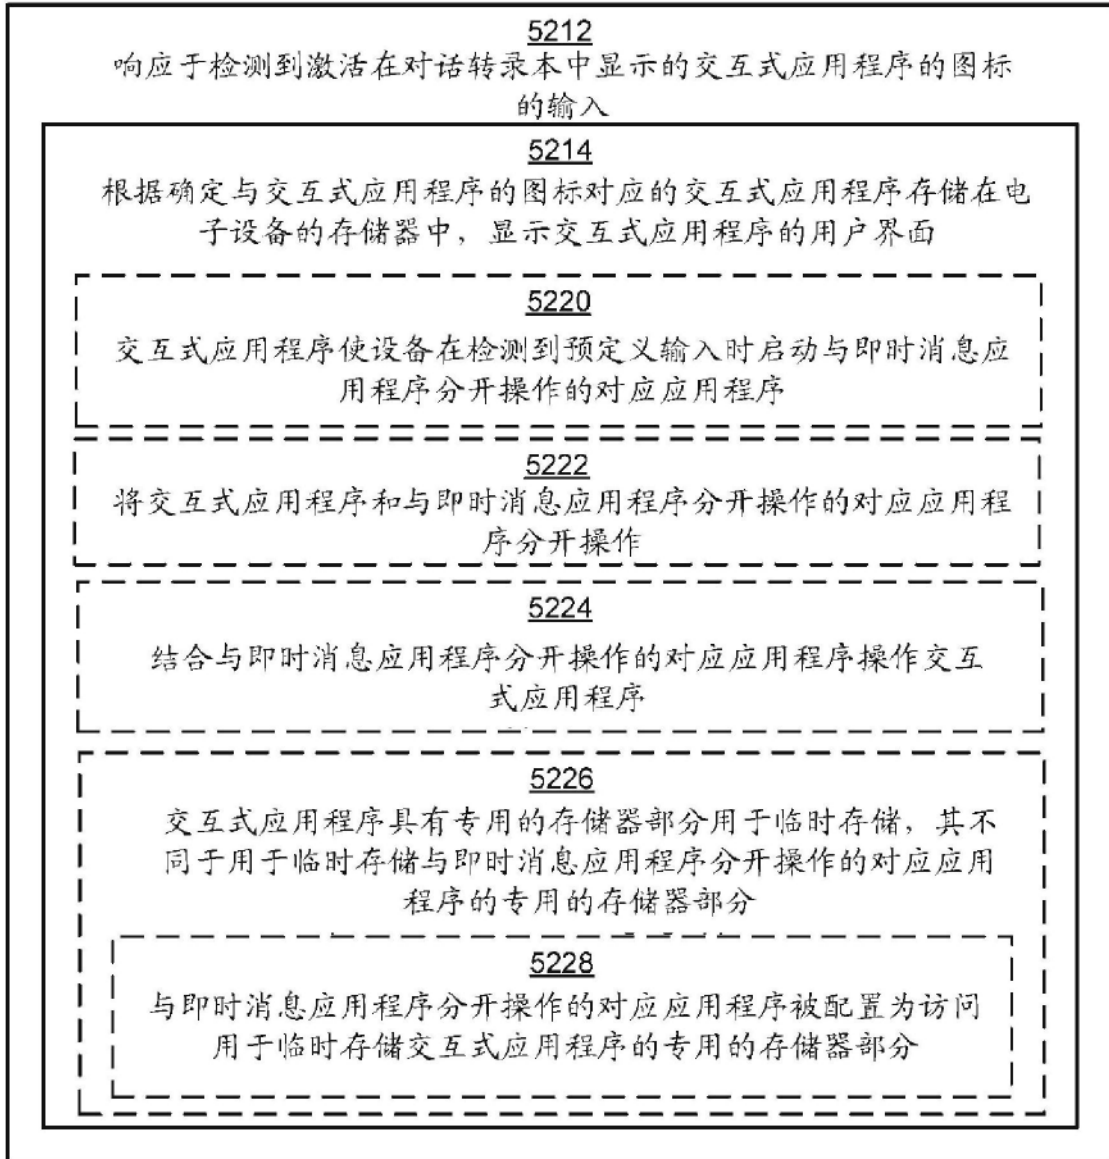 5212
响应于检测到激活在对话转录本中显示的交互式应用程序的图标
的输入
5214
根据确定与交互式应用程序的图标对应的交互式应用程序存储在电
子设备的存储器中，显示交互式应用程序的用户界面
5220
交互式应用程序使设备在检测到预定义输入时启动与即时消息应
用程序分开操作的对应应用程序
5222
将交互式应用程序和与即时消息应用程序分开操作的对应应用程
序分开操作
5224
结合与即时消息应用程序分开操作的对应应用程序操作交互
式应用程序
5226
交互式应用程序具有专用的存储器部分用于临时存储，其不
同于用于临时存储与即时消息应用程序分开操作的对应应用
程序的专用的存储器部分
5228
与即时消息应用程序分开操作的对应应用程序被配置为访问
用于临时存储交互式应用程序的专用的存储器部分